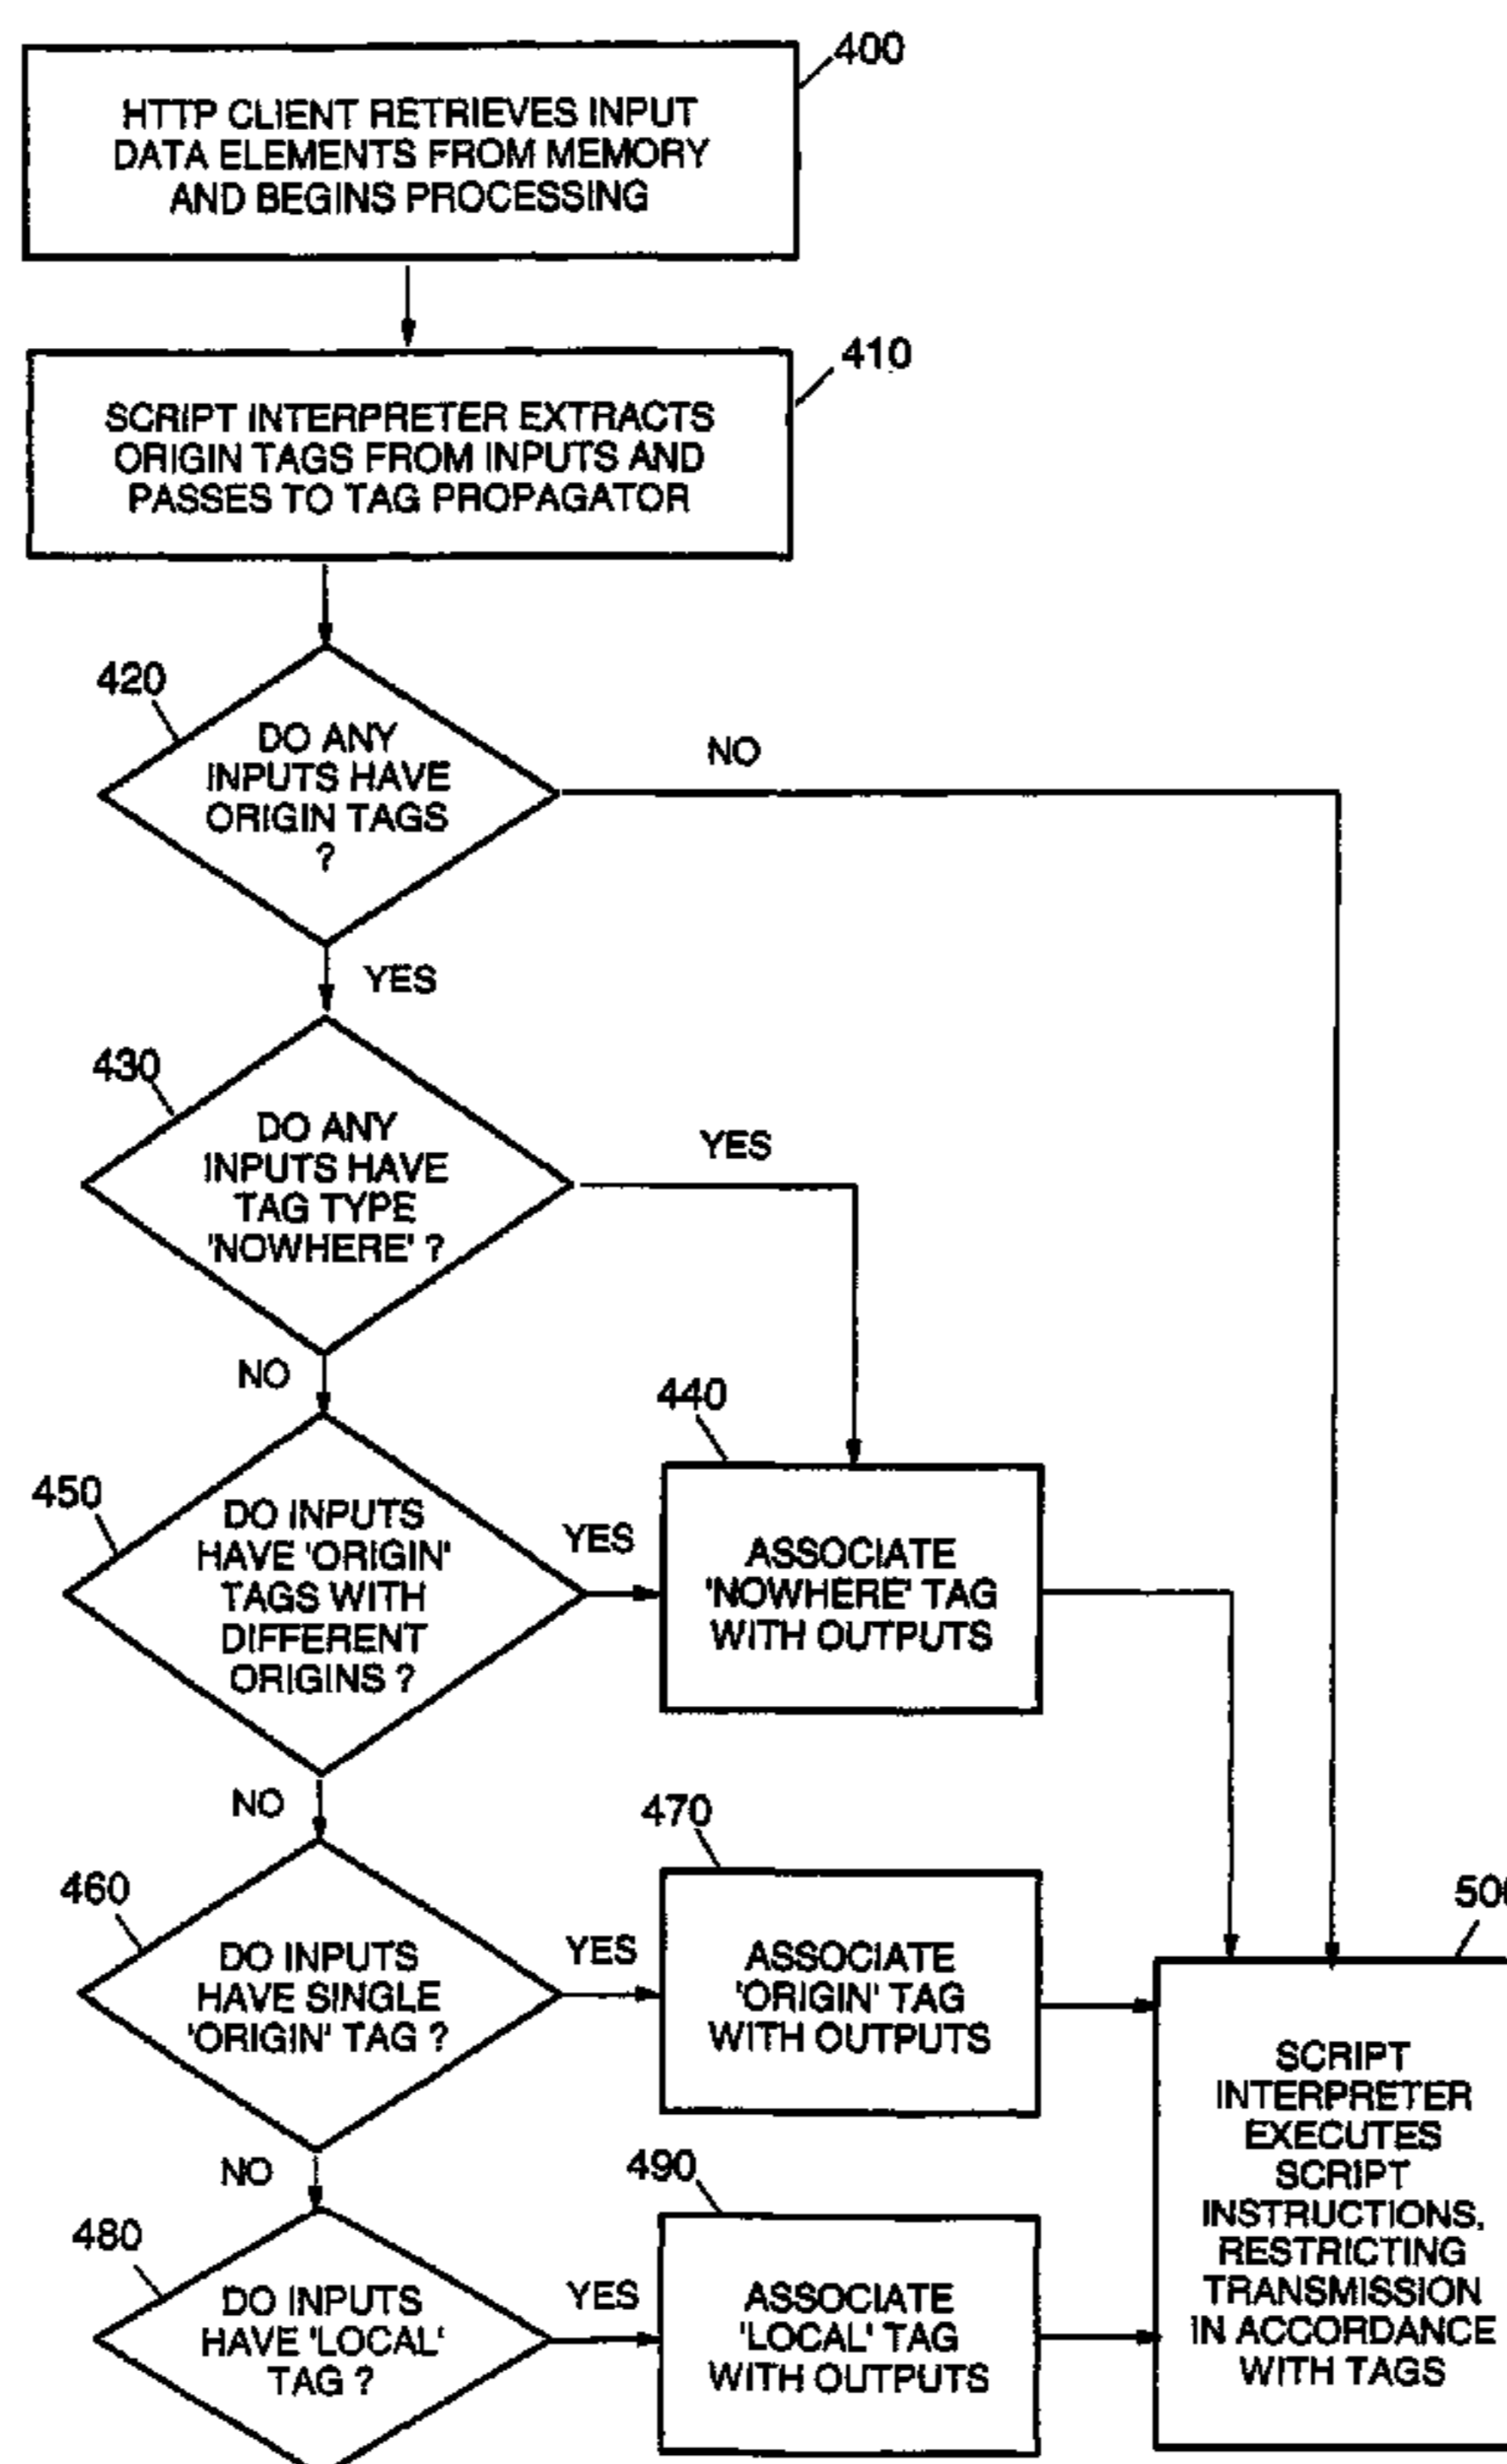 400
HTTP CLIENT RETRIEVES INPUT
DATA ELEMENTS FROM MEMORY
AND BEGINS PROCESSING
410
SCRIPT INTERPRETER EXTRACTS
ORIGIN TAGS FROM INPUTS AND
PASSES TO TAG PROPAGATOR
420
DO ANY
INPUTS HAVE
ORIGIN TAGS
?
NO
YES
430
DO ANY
INPUTS HAVE
TAG TYPE
'NOWHERE' ?
YES
NO
440
ASSOCIATE
'NOWHERE' TAG
WITH OUTPUTS
450
DO INPUTS
HAVE 'ORIGIN'
TAGS WITH
DIFFERENT
ORIGINS ?
YES
NO
460
DO INPUTS
HAVE SINGLE
'ORIGIN' TAG ?
YES
NO
470
ASSOCIATE
'ORIGIN' TAG
WITH OUTPUTS
480
DO INPUTS
HAVE 'LOCAL'
TAG ?
YES
490
ASSOCIATE
'LOCAL' TAG
WITH OUTPUTS
SCRIPT
INTERPRETER
EXECUTES
SCRIPT
INSTRUCTIONS,
RESTRICTING
TRANSMISSION
IN ACCORDANCE
WITH TAGS